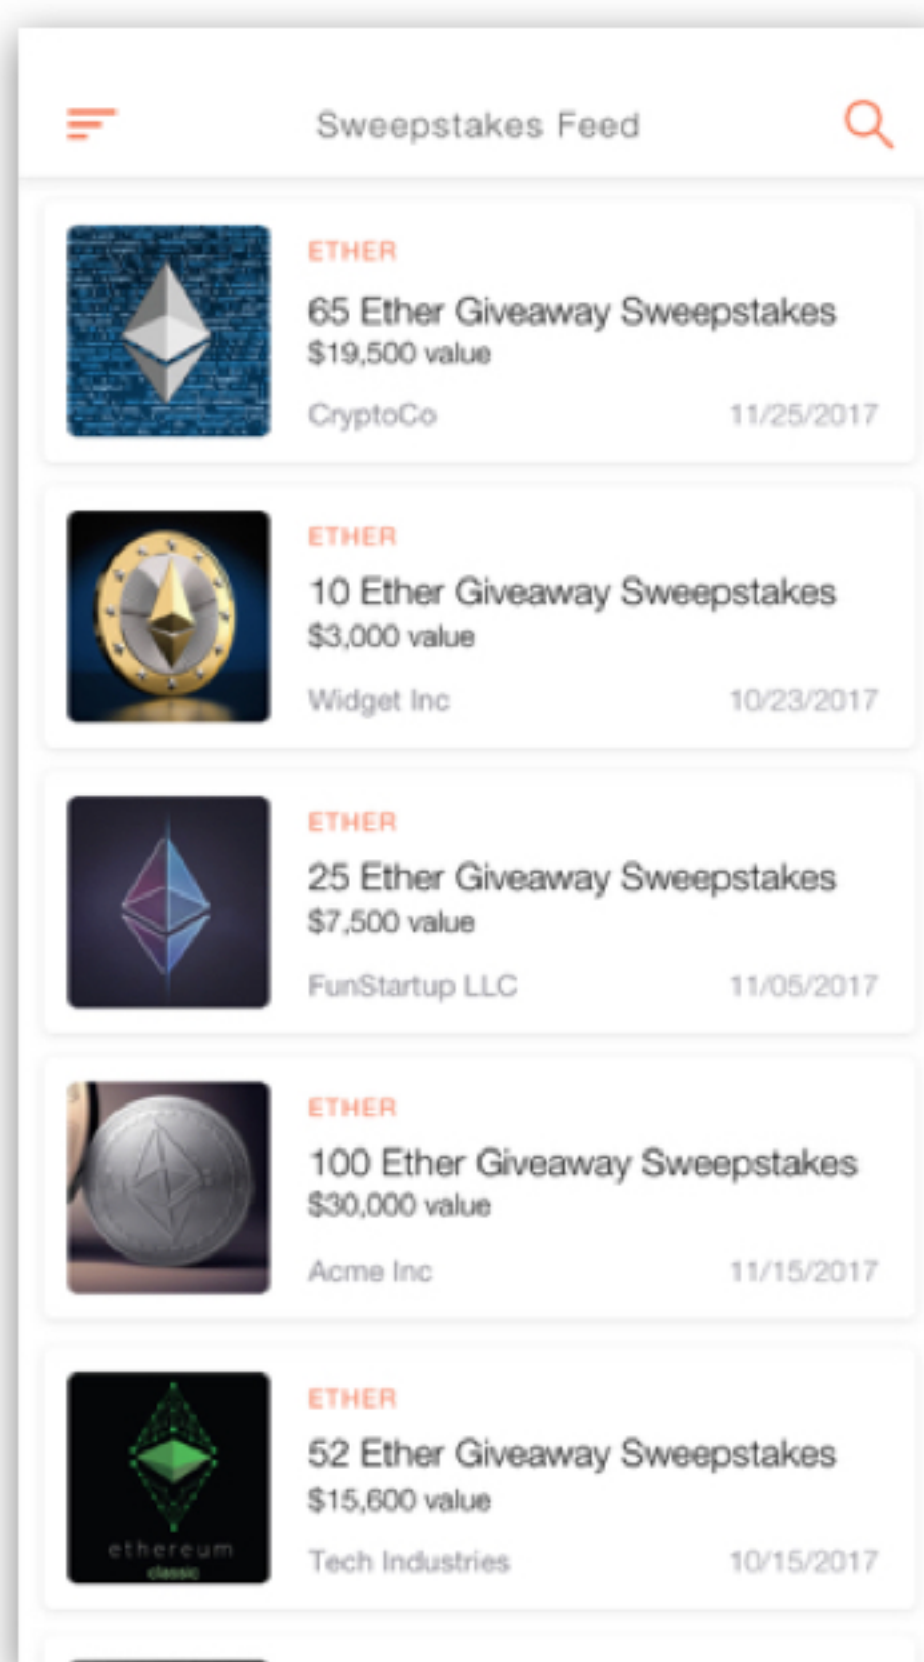 Sweepstakes Feed
ETHER
65 Ether Giveaway Sweepstakes
$19,500 value
CryptoCo 11/25/2017
ETHER
10 Ether Giveaway Sweepstakes
$3,000 value
Widget Inc 10/23/2017
ETHER
25 Ether Giveaway Sweepstakes
$7,500 value
FunStartup LLC 11/05/2017
ETHER
100 Ether Giveaway Sweepstakes
$30,000 value
Acme Inc 11/15/2017
ETHER
52 Ether Giveaway Sweepstakes
$15,600 value
ethereum
classic
Tech Industries 10/15/2017